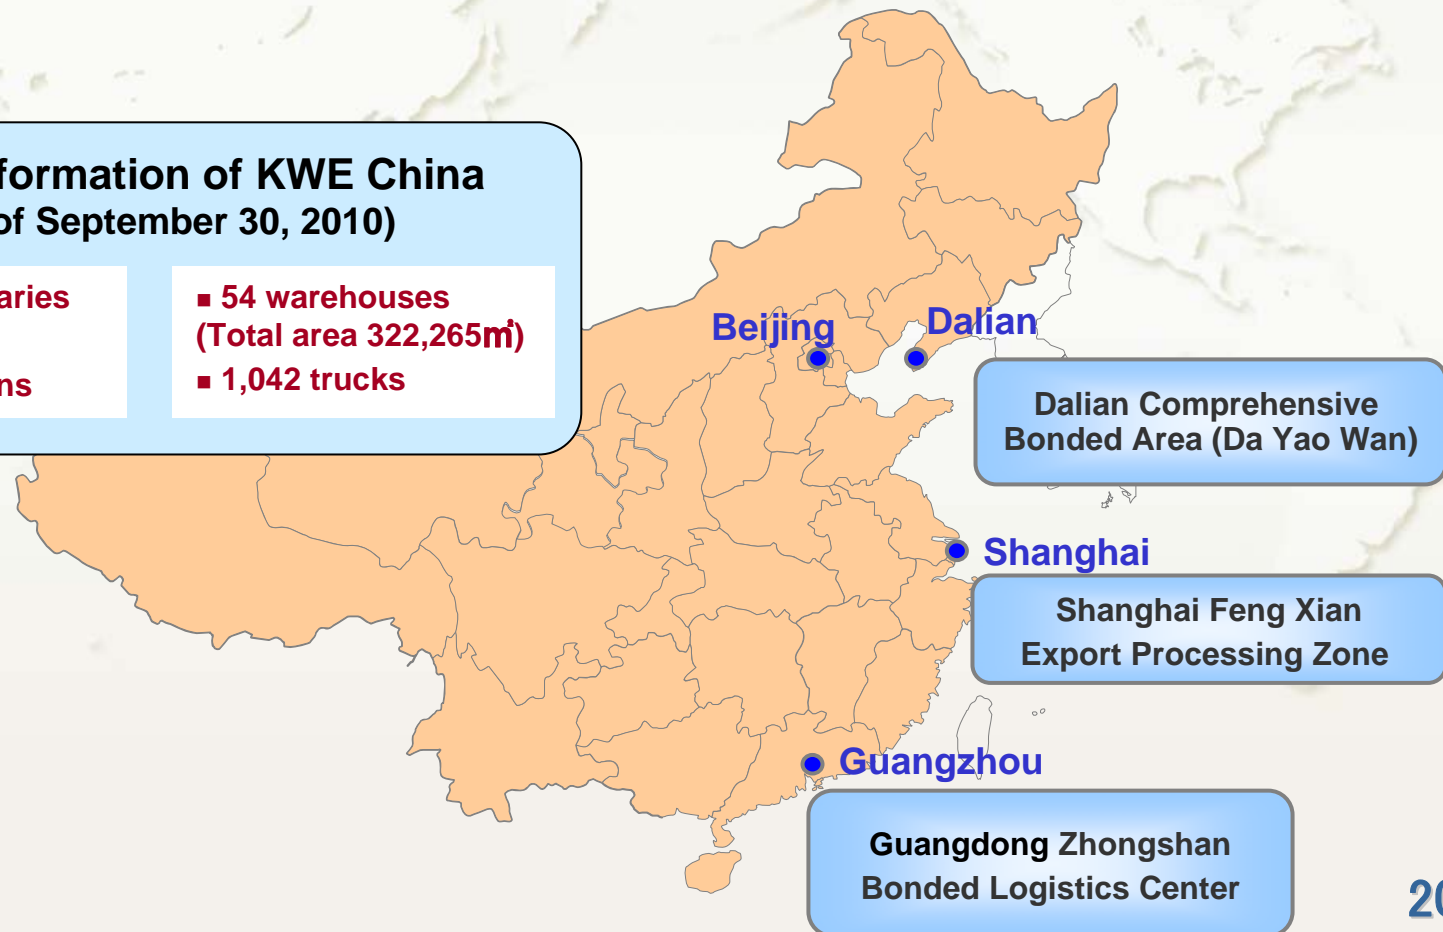 formation of KWE China
of September 30, 2010)
aries
ns
■ 54 warehouses
(Total area 322,265㎡)
■ 1,042 trucks
Beijing
Dalian
Dalian Comprehensive
Bonded Area (Da Yao Wan)
Shanghai
Shanghai Feng Xian
Export Processing Zone
Guangzhou
Guangdong Zhongshan
Bonded Logistics Center
20